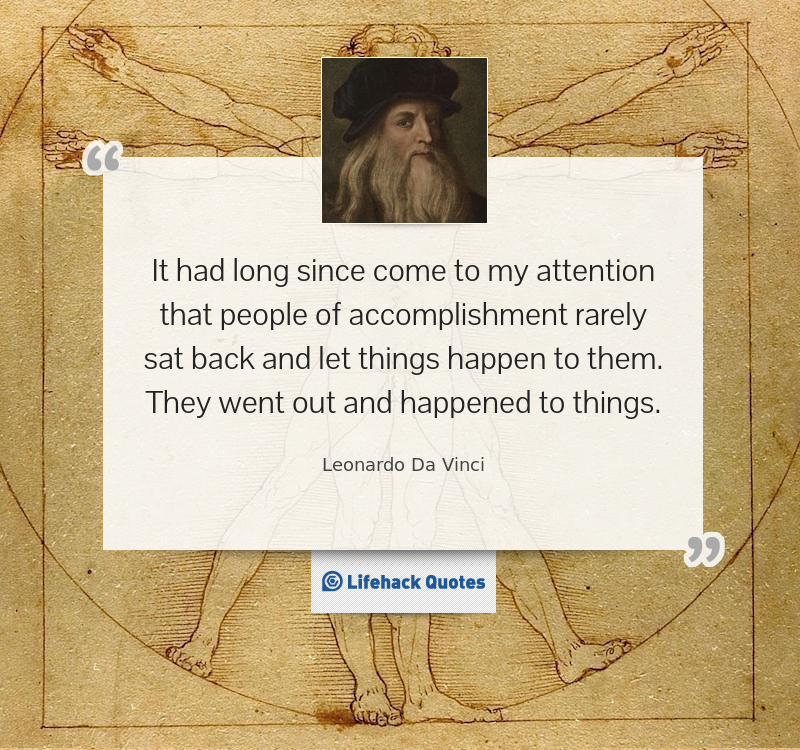 “
It had long since come to my attention
that people of accomplishment rarely
sat back and let things happen to them.
They went out and happened to things.
Leonardo Da Vinci
”
Lifehack Quotes